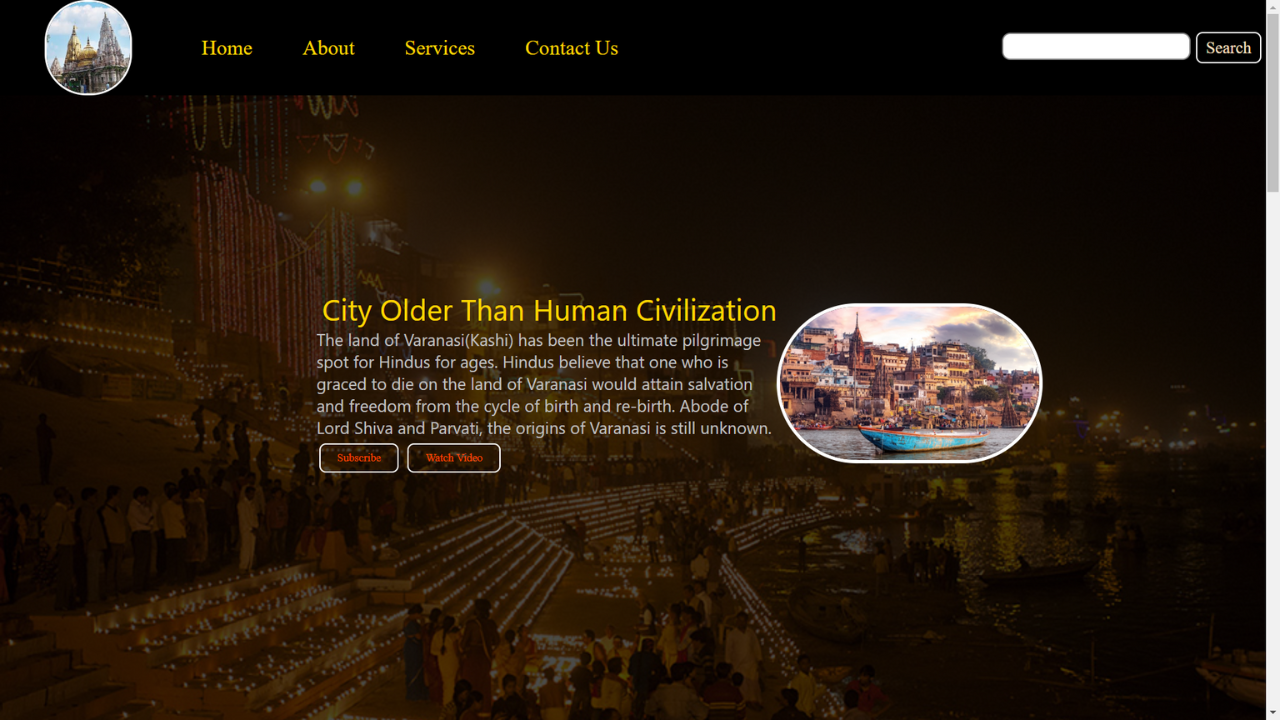 Home About Services Contact Us Search
City Older Than Human Civilization
The land of Varanasi(Kashi) has been the ultimate pilgrimage
spot for Hindus for ages. Hindus believe that one who is
graced to die on the land of Varanasi would attain salvation
and freedom from the cycle of birth and re-birth. Abode of
Lord Shiva and Parvati, the origins of Varanasi is still unknown.
Subscribe Watch Video